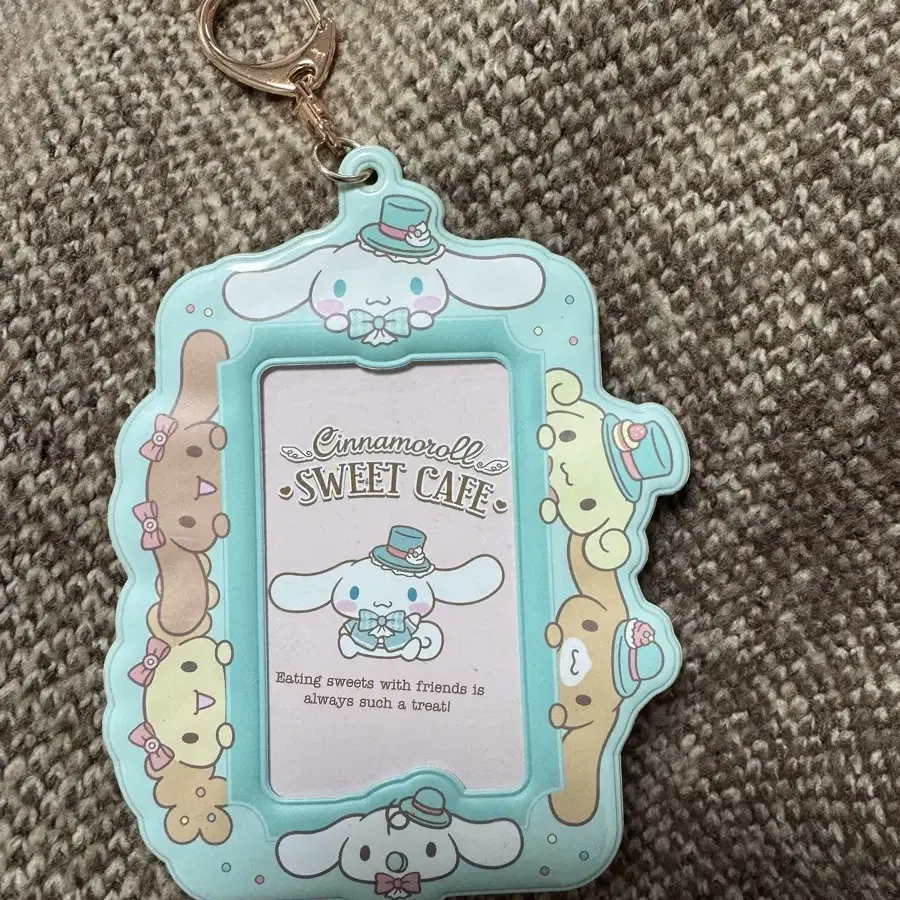 Cinnamoroll
SWEET CAFE
Eating sweets with friends is
always such a treat!